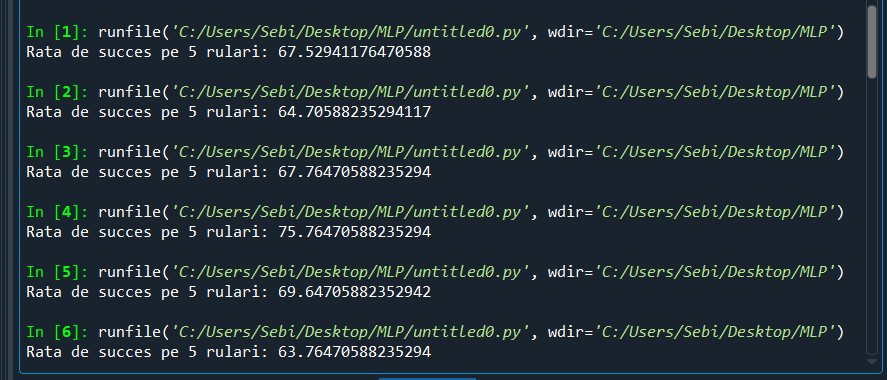 In [1]: runfile('C:/Users/Sebi/Desktop/MLP/untitled0.py', wdir='C:/Users/Sebi/Desktop/MLP')
Rata de succes pe 5 rulari: 67.52941176470588
In [2]: runfile('C:/Users/Sebi/Desktop/MLP/untitled0.py', wdir='C:/Users/Sebi/Desktop/MLP')
Rata de succes pe 5 rulari: 64.70588235294117
In [3]: runfile('C:/Users/Sebi/Desktop/MLP/untitled0.py', wdir='C:/Users/Sebi/Desktop/MLP')
Rata de succes pe 5 rulari: 67.76470588235294
In [4]: runfile('C:/Users/Sebi/Desktop/MLP/untitled0.py', wdir='C:/Users/Sebi/Desktop/MLP')
Rata de succes pe 5 rulari: 75.76470588235294
In [5]: runfile('C:/Users/Sebi/Desktop/MLP/untitled0.py', wdir='C:/Users/Sebi/Desktop/MLP')
Rata de succes pe 5 rulari: 69.64705882352942
In [6]: runfile('C:/Users/Sebi/Desktop/MLP/untitled0.py', wdir='C:/Users/Sebi/Desktop/MLP')
Rata de succes pe 5 rulari: 63.76470588235294